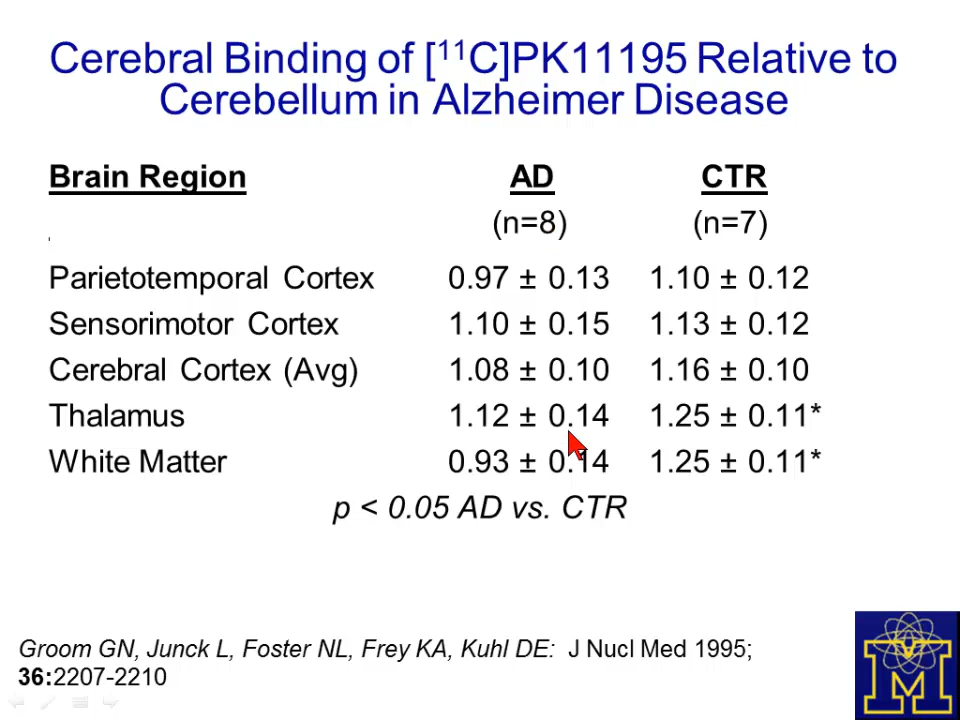 Cerebral Binding of [11C]PK11195 Relative to
Cerebellum in Alzheimer Disease
Brain Region AD CTR
(n=8) (n=7)
Parietotemporal Cortex 0.97 ± 0.13 1.10 ± 0.12
Sensorimotor Cortex 1.10 ± 0.15 1.13 ± 0.12
Cerebral Cortex (Avg) 1.08 ± 0.10 1.16 ± 0.10
Thalamus 1.12 ± 0.14 1.25 ± 0.11*
White Matter 0.93 ± 0.14 1.25 ± 0.11*
p < 0.05 AD vs. CTR
Groom GN, Junck L, Foster NL, Frey KA, Kuhl DE: J Nucl Med 1995;
36:2207-2210
M